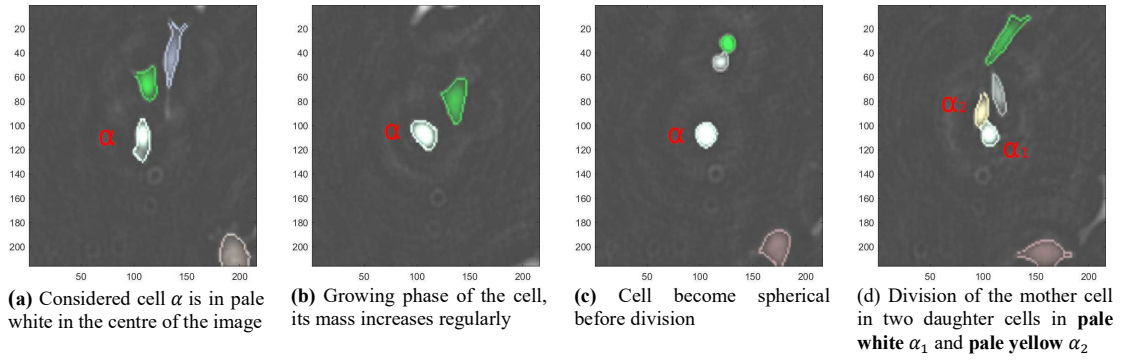 20
40
60
80
100
120
140
160
180
200
50 100 150 200
α
(a) Considered cell α is in pale
white in the centre of the image
20
40
60
80
100
120
140
160
180
200
50 100 150 200
α
(b) Growing phase of the cell,
its mass increases regularly
20
40
60
80
100
120
140
160
180
200
50 100 150 200
α
(c) Cell become spherical
before division
20
40
60
80
100
120
140
160
180
200
50 100 150 200
α₂
α₁
(d) Division of the mother cell
in two daughter cells in pale
white α₁ and pale yellow α₂